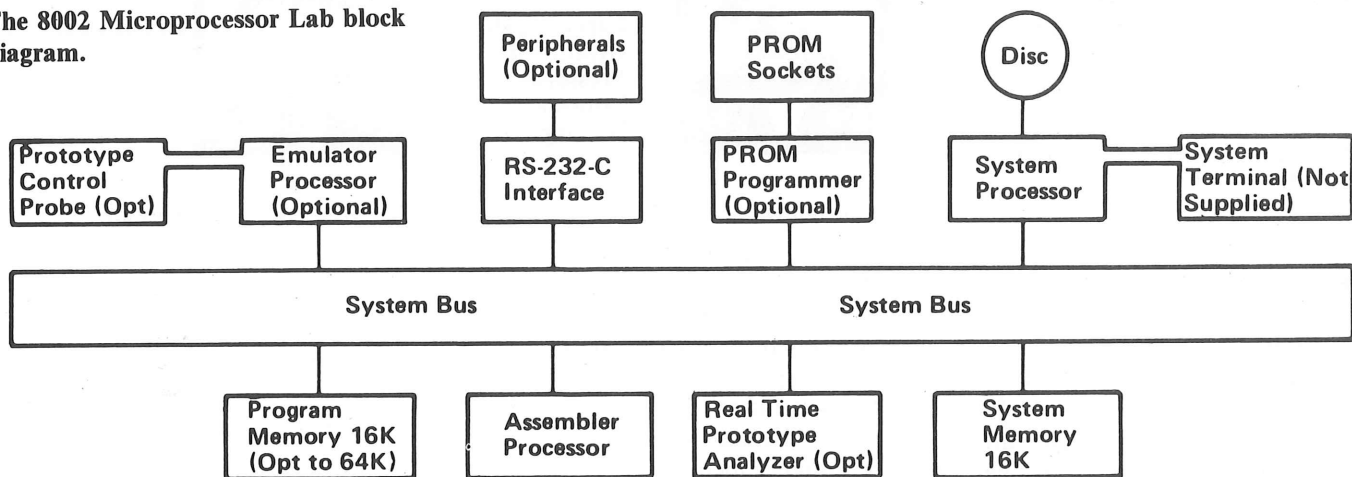 The 8002 Microprocessor Lab block
diagram.
Peripherals
(Optional)
PROM
Sockets
Disc
Prototype
Control
Probe (Opt)
Emulator
Processor
(Optional)
RS-232-C
Interface
PROM
Programmer
(Optional)
System
Processor
System
Terminal (Not
Supplied)
System Bus
System Bus
Program
Memory 16K
(Opt to 64K)
Assembler
Processor
Real Time
Prototype
Analyzer (Opt)
System
Memory
16K